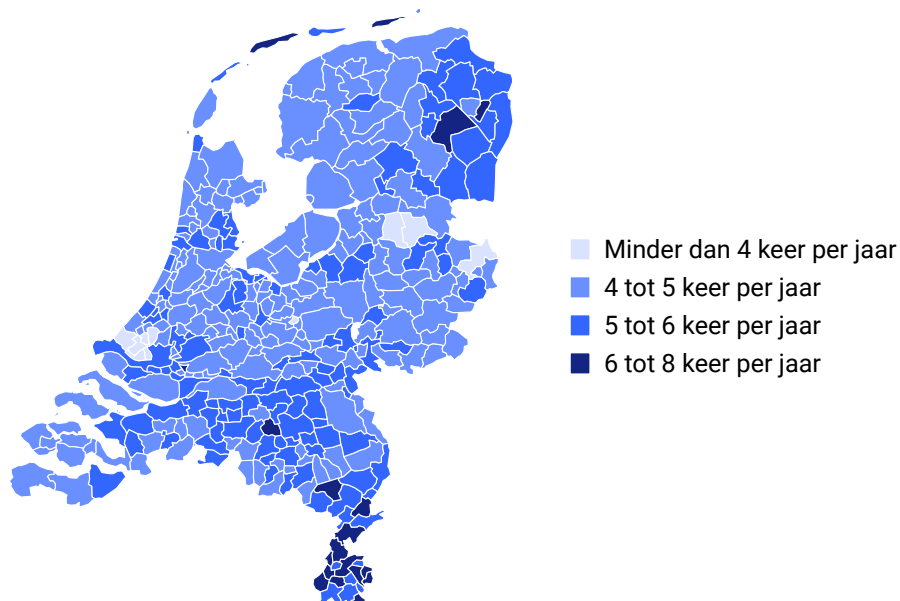 Minder dan 4 keer per jaar
4 tot 5 keer per jaar
5 tot 6 keer per jaar
6 tot 8 keer per jaar